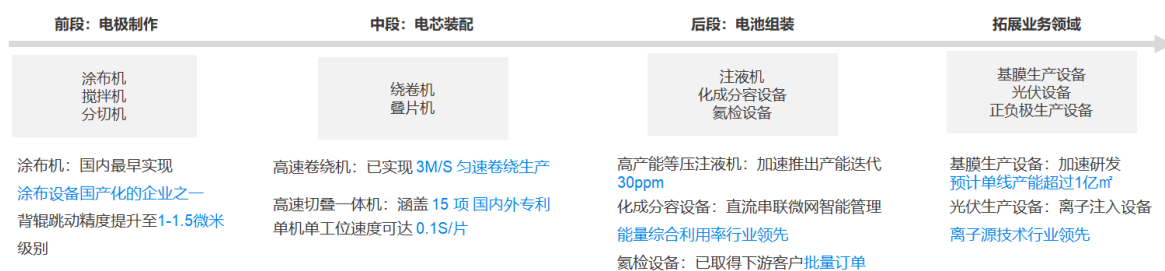 前段：电极制作
中段：电芯装配
后段：电池组装
拓展业务领域
涂布机
搅拌机
分切机
绕卷机
叠片机
注液机
化成分容设备
氦检设备
基膜生产设备
光伏设备
正负极生产设备
涂布机：国内最早实现
涂布设备国产化的企业之一
背辊跳动精度提升至1-1.5微米
级别
高速卷绕机：已实现 3M/S 匀速卷绕生产
高速切叠一体机：涵盖 15 项 国内外专利
单机单工位速度可达 0.1S/片
高产能等压注液机：加速推出产能迭代
30ppm
化成分容设备：直流串联微网智能管理
能量综合利用率行业领先
氦检设备：已取得下游客户批量订单
基膜生产设备：加速研发
预计单线产能超过1亿㎡
光伏生产设备：离子注入设备
离子源技术行业领先